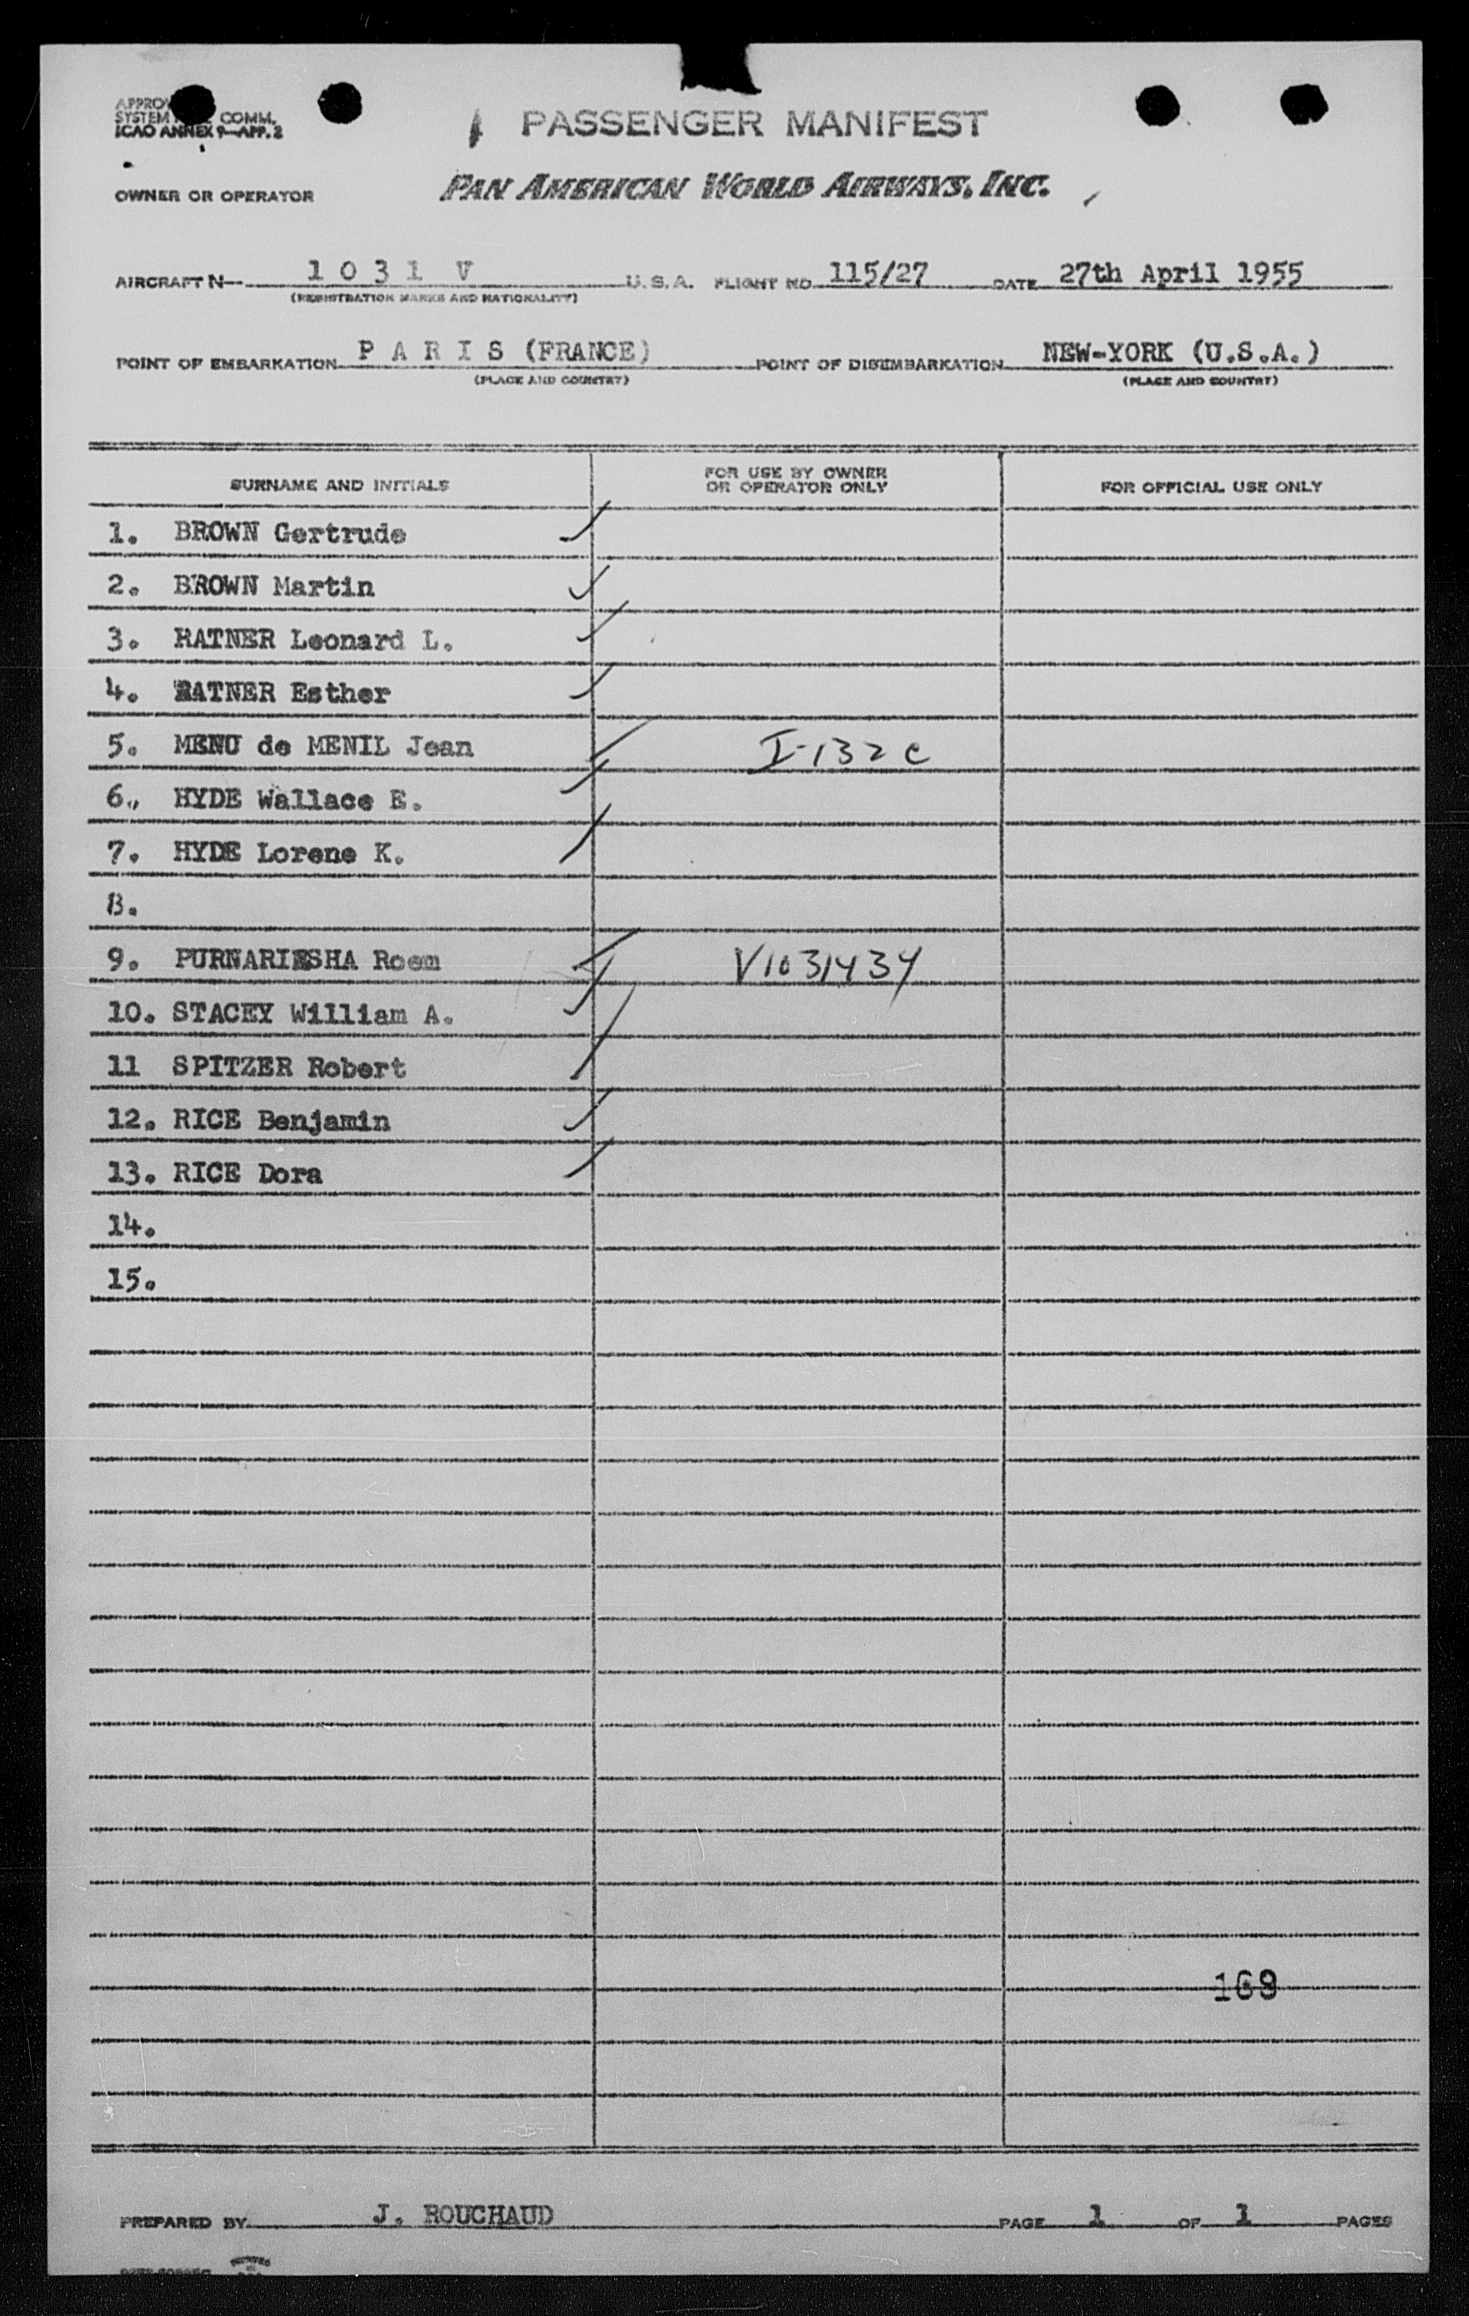 SYSTEM COMM.
ICAO ANNEX 9—APP. 2
PASSENGER MANIFEST
OWNER OR OPERATOR PAN AMERICAN WORLD AIRWAYS, INC.
AIRCRAFT N- 1 0 3 1 V U.S.A. FLIGHT NO 115/27 DATE 27th April 1955
(REGISTRATION MARKS AND NATIONALITY)
POINT OF EMBARKATION P A R I S (FRANCE) POINT OF DISEMBARKATION NEW-YORK (U.S.A.)
(PLACE AND COUNTRY) (PLACE AND COUNTRY)
SURNAME AND INITIALS FOR USE BY OWNER OR OPERATOR ONLY FOR OFFICIAL USE ONLY
1. BROWN Gertrude
2. BROWN Martin
3. RATNER Leonard L.
4. RATNER Esther
5. MENU de MENIL Jean I-132c
6. HYDE Wallace E.
7. HYDE Lorene K.
8.
9. PURNARIESHA Roem V1031434
10. STACEY William A.
11 SPITZER Robert
12. RICE Benjamin
13. RICE Dora
14.
15.
169
PREPARED BY J. ROUCHAUD PAGE 1 OF 1 PAGES